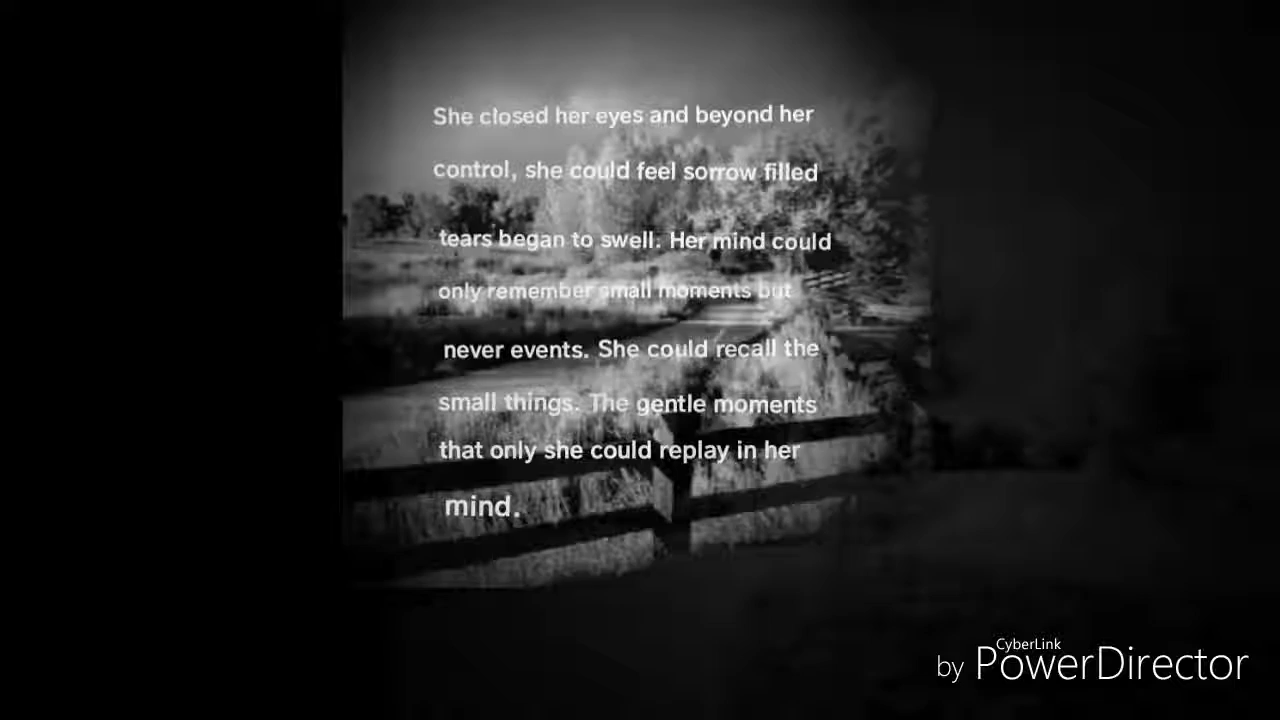 She closed her eyes and beyond her
control, she could feel sorrow filled
tears began to swell. Her mind could
only remember small moments but
never events. She could recall the
small things. The gentle moments
that only she could replay in her
mind.
CyberLink
by PowerDirector